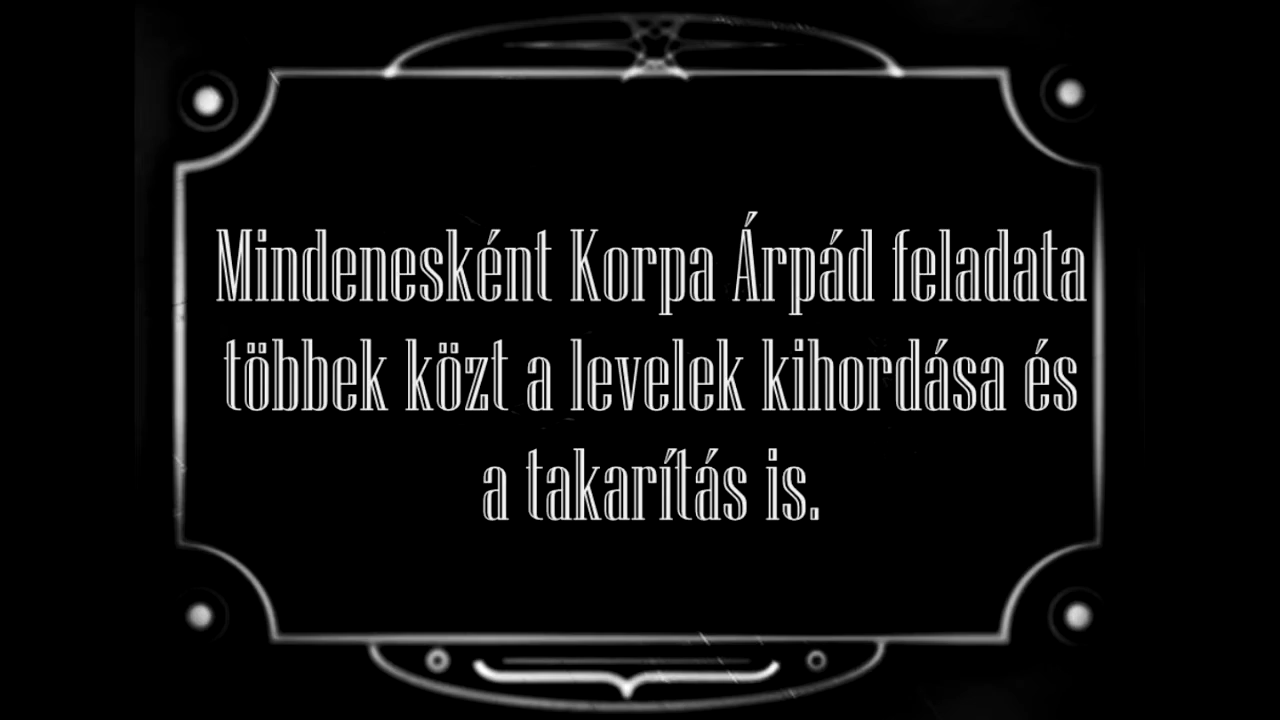 Mindenesként Korpa Árpád feladata
többek közt a levelek kihordása és
a takarítás is.